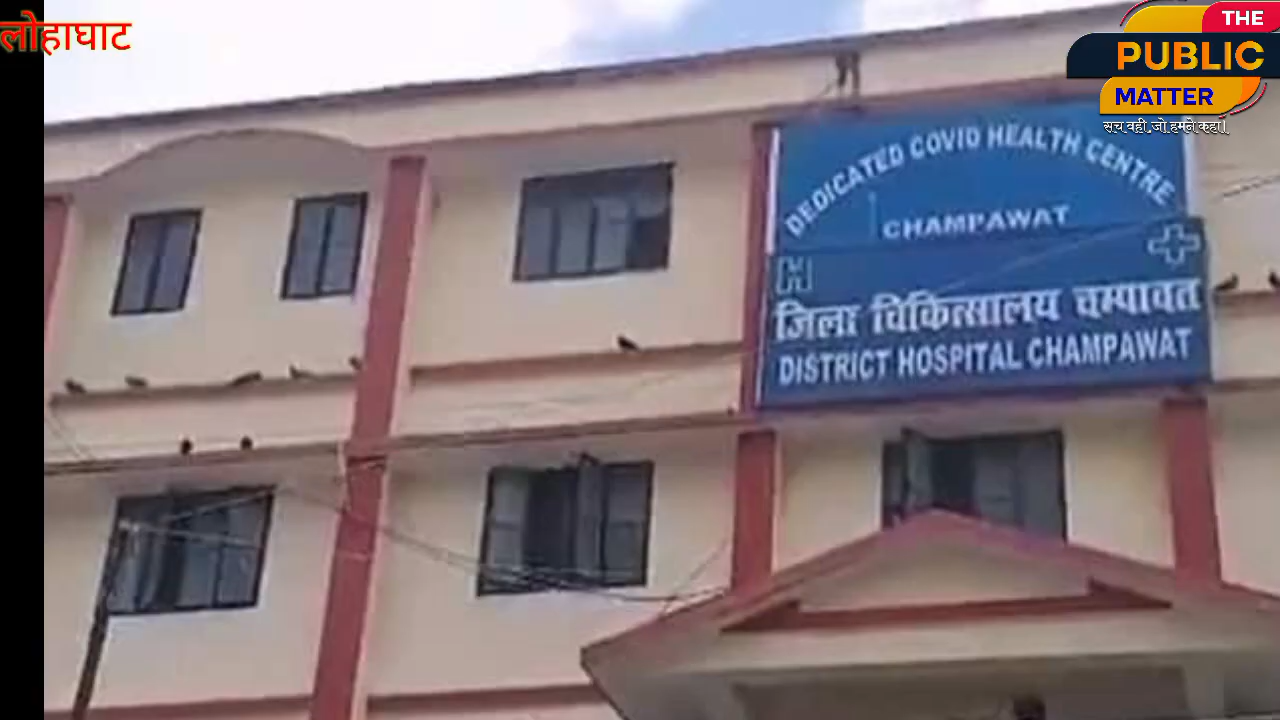 लोहाघाट
THE
PUBLIC
MATTER
सच वही, जो हमने कहा।
DEDICATED COVID HEALTH CENTRE
CHAMPAWAT
H
जिला चिकित्सालय चम्पावत
DISTRICT HOSPITAL CHAMPAWAT